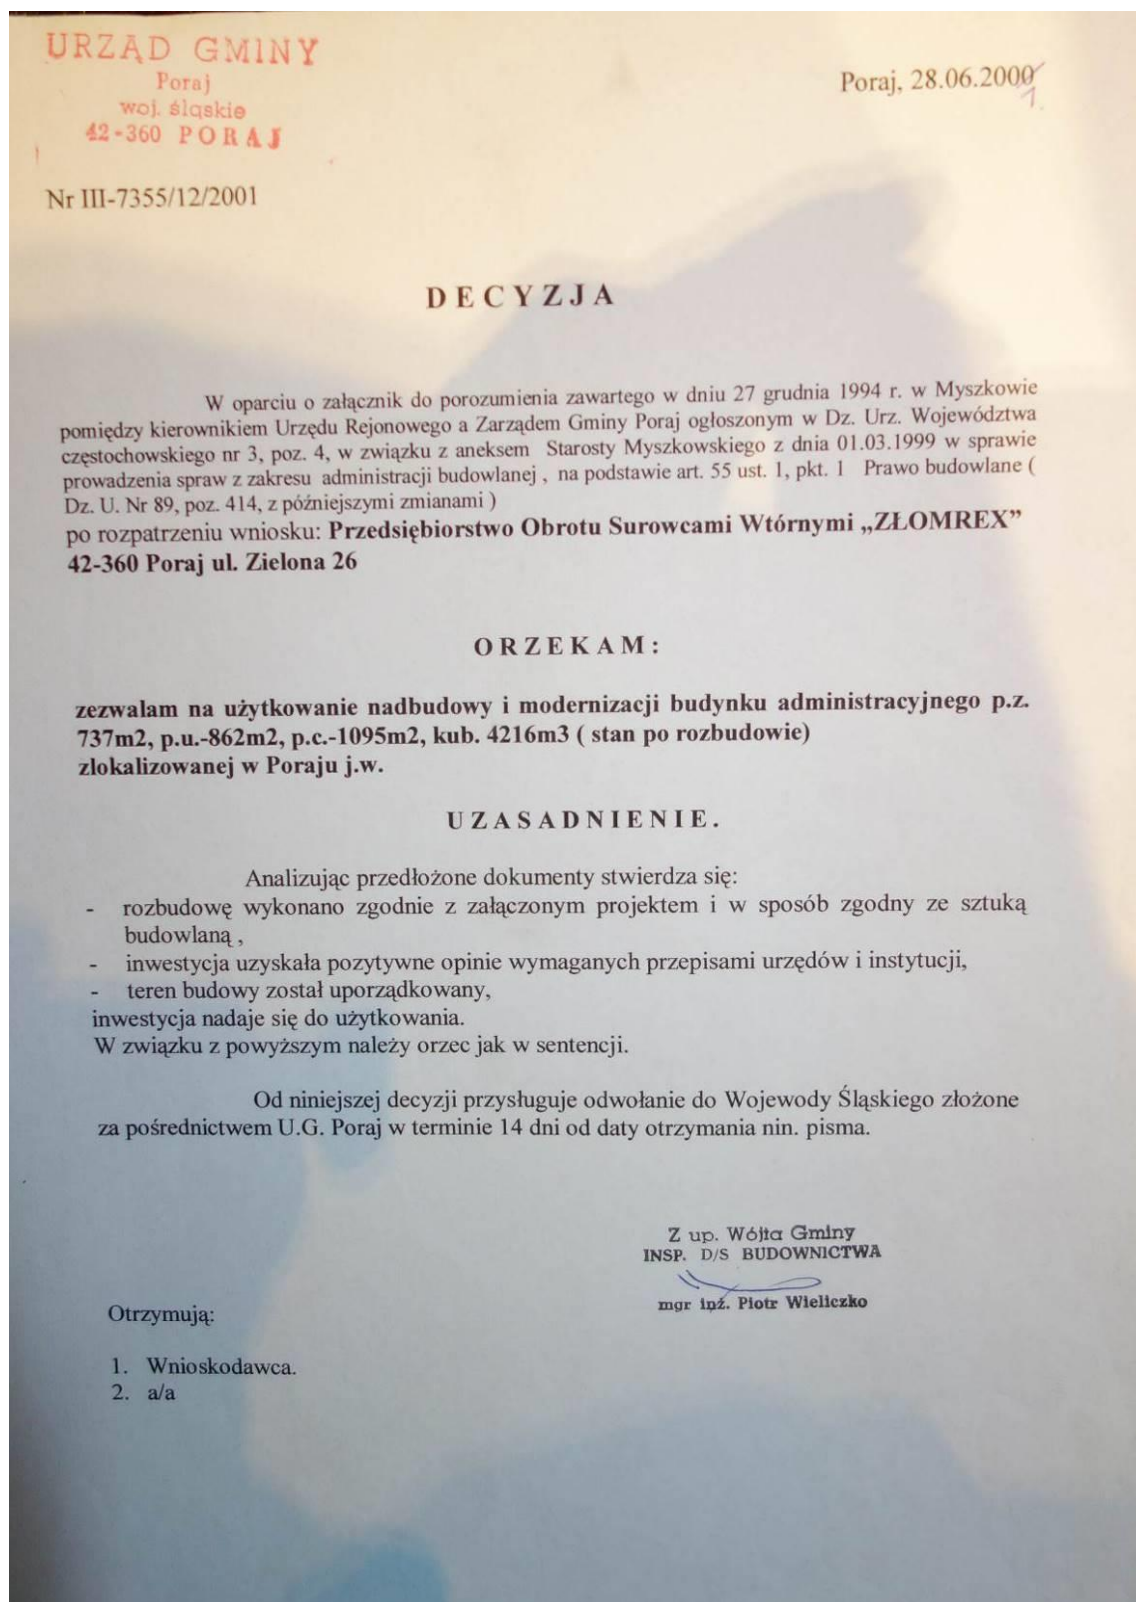 URZĄD GMINY
Poraj
woj. śląskie
42-360 PORAJ
Poraj, 28.06.2000
1.
Nr III-7355/12/2001
DECYZJA
W oparciu o załącznik do porozumienia zawartego w dniu 27 grudnia 1994 r. w Myszkowie
pomiędzy kierownikiem Urzędu Rejonowego a Zarządem Gminy Poraj ogłoszonym w Dz. Urz. Województwa
częstochowskiego nr 3, poz. 4, w związku z aneksem Starosty Myszkowskiego z dnia 01.03.1999 w sprawie
prowadzenia spraw z zakresu administracji budowlanej , na podstawie art. 55 ust. 1, pkt. 1 Prawo budowlane (
Dz. U. Nr 89, poz. 414, z późniejszymi zmianami )
po rozpatrzeniu wniosku: Przedsiębiorstwo Obrotu Surowcami Wtórnymi „ZŁOMREX”
42-360 Poraj ul. Zielona 26
ORZEKAM:
zezwalam na użytkowanie nadbudowy i modernizacji budynku administracyjnego p.z.
737m2, p.u.-862m2, p.c.-1095m2, kub. 4216m3 ( stan po rozbudowie)
zlokalizowanej w Poraju j.w.
UZASADNIENIE.
Analizując przedłożone dokumenty stwierdza się:
- rozbudowę wykonano zgodnie z załączonym projektem i w sposób zgodny ze sztuką
budowlaną ,
- inwestycja uzyskała pozytywne opinie wymaganych przepisami urzędów i instytucji,
- teren budowy został uporządkowany,
inwestycja nadaje się do użytkowania.
W związku z powyższym należy orzec jak w sentencji.
Od niniejszej decyzji przysługuje odwołanie do Wojewody Śląskiego złożone
za pośrednictwem U.G. Poraj w terminie 14 dni od daty otrzymania nin. pisma.
Z up. Wójta Gminy
INSP. D/S BUDOWNICTWA
mgr inż. Piotr Wieliczko
Otrzymują:
1. Wnioskodawca.
2. a/a